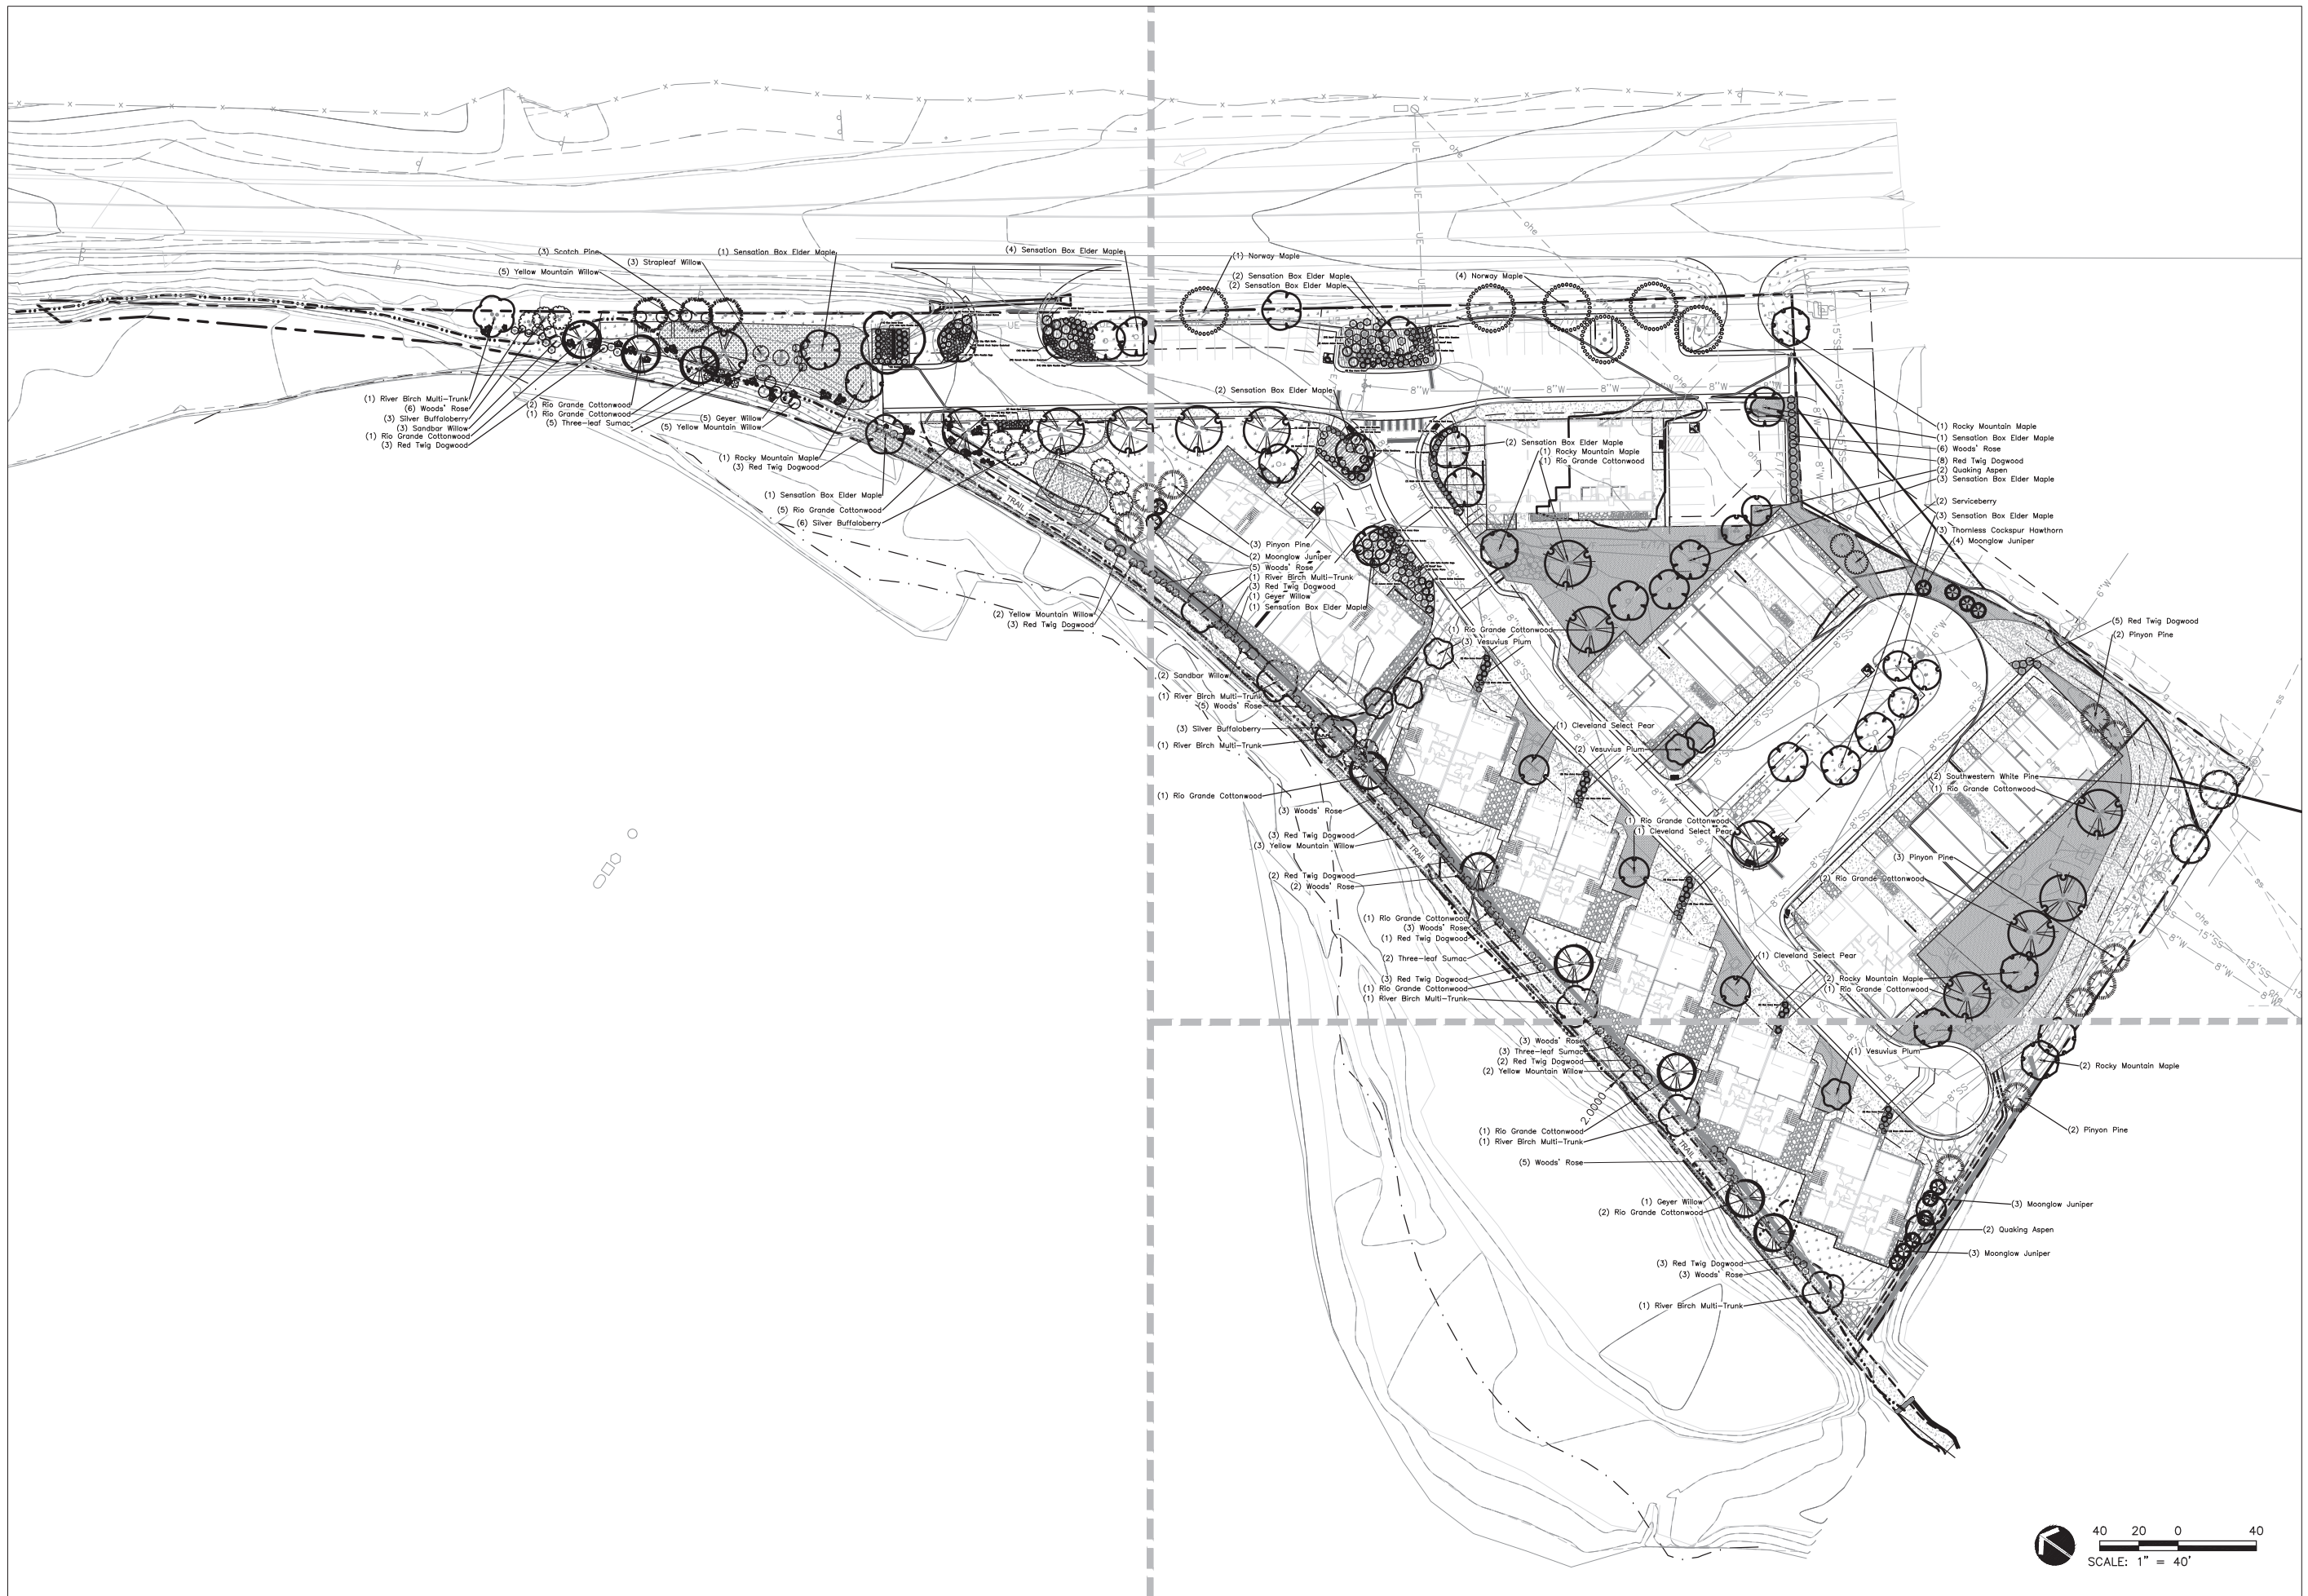 UE
UE
UE
ohe
ohe
(3) Scotch Pine
(1) Sensation Box Elder Maple
(4) Sensation Box Elder Maple
(3) Strapleaf Willow
(5) Yellow Mountain Willow
(1) Norway Maple
(2) Sensation Box Elder Maple
(2) Sensation Box Elder Maple
(4) Norway Maple
(1) River Birch Multi-Trunk
(6) Woods' Rose
(3) Silver Buffaloberry
(3) Sandbar Willow
(1) Rio Grande Cottonwood
(3) Red Twig Dogwood
(2) Rio Grande Cottonwood
(1) Rio Grande Cottonwood
(5) Three-leaf Sumac
(5) Geyer Willow
(5) Yellow Mountain Willow
(1) Rocky Mountain Maple
(3) Red Twig Dogwood
(1) Sensation Box Elder Maple
(5) Rio Grande Cottonwood
(6) Silver Buffaloberry
TRAIL
(2) Yellow Mountain Willow
(3) Red Twig Dogwood
(2) Sensation Box Elder Maple
8"W
8"W
8"W
8"W
8"W
8"W
15"SS
(2) Sensation Box Elder Maple
(1) Rocky Mountain Maple
(1) Rio Grande Cottonwood
(1) Rocky Mountain Maple
(1) Sensation Box Elder Maple
(6) Woods' Rose
(8) Red Twig Dogwood
(2) Quaking Aspen
(3) Sensation Box Elder Maple
(2) Serviceberry
(3) Sensation Box Elder Maple
(3) Thornless Cockspur Hawthorn
(4) Moonglow Juniper
(3) Pinyon Pine
(2) Moonglow Juniper
(5) Woods' Rose
(1) River Birch Multi-Trunk
(3) Red Twig Dogwood
(1) Geyer Willow
(1) Sensation Box Elder Maple
6"W
(1) Rio Grande Cottonwood
(3) Vesuvius Plum
(5) Red Twig Dogwood
(2) Pinyon Pine
(2) Sandbar Willow
(1) River Birch Multi-Trunk
(5) Woods' Rose
(3) Silver Buffaloberry
(1) River Birch Multi-Trunk
(1) Cleveland Select Pear
(2) Vesuvius Plum
(2) Southwestern White Pine
(1) Rio Grande Cottonwood
(1) Rio Grande Cottonwood
(3) Woods' Rose
(3) Red Twig Dogwood
(3) Yellow Mountain Willow
TRAIL
(1) Rio Grande Cottonwood
(1) Cleveland Select Pear
(3) Pinyon Pine
(2) Rio Grande Cottonwood
(2) Red Twig Dogwood
(2) Woods' Rose
(1) Rio Grande Cottonwood
(3) Woods' Rose
(1) Red Twig Dogwood
(2) Three-leaf Sumac
(3) Red Twig Dogwood
(1) Rio Grande Cottonwood
(1) River Birch Multi-Trunk
(1) Cleveland Select Pear
(2) Rocky Mountain Maple
(1) Rio Grande Cottonwood
(3) Woods' Rose
(3) Three-leaf Sumac
(2) Red Twig Dogwood
(2) Yellow Mountain Willow
(1) Vesuvius Plum
(2) Rocky Mountain Maple
2.0000
(1) Rio Grande Cottonwood
(1) River Birch Multi-Trunk
TRAIL
(2) Pinyon Pine
(5) Woods' Rose
(1) Geyer Willow
(2) Rio Grande Cottonwood
(3) Moonglow Juniper
(2) Quaking Aspen
(3) Moonglow Juniper
(3) Red Twig Dogwood
(3) Woods' Rose
(1) River Birch Multi-Trunk
40 20 0 40
SCALE: 1" = 40'